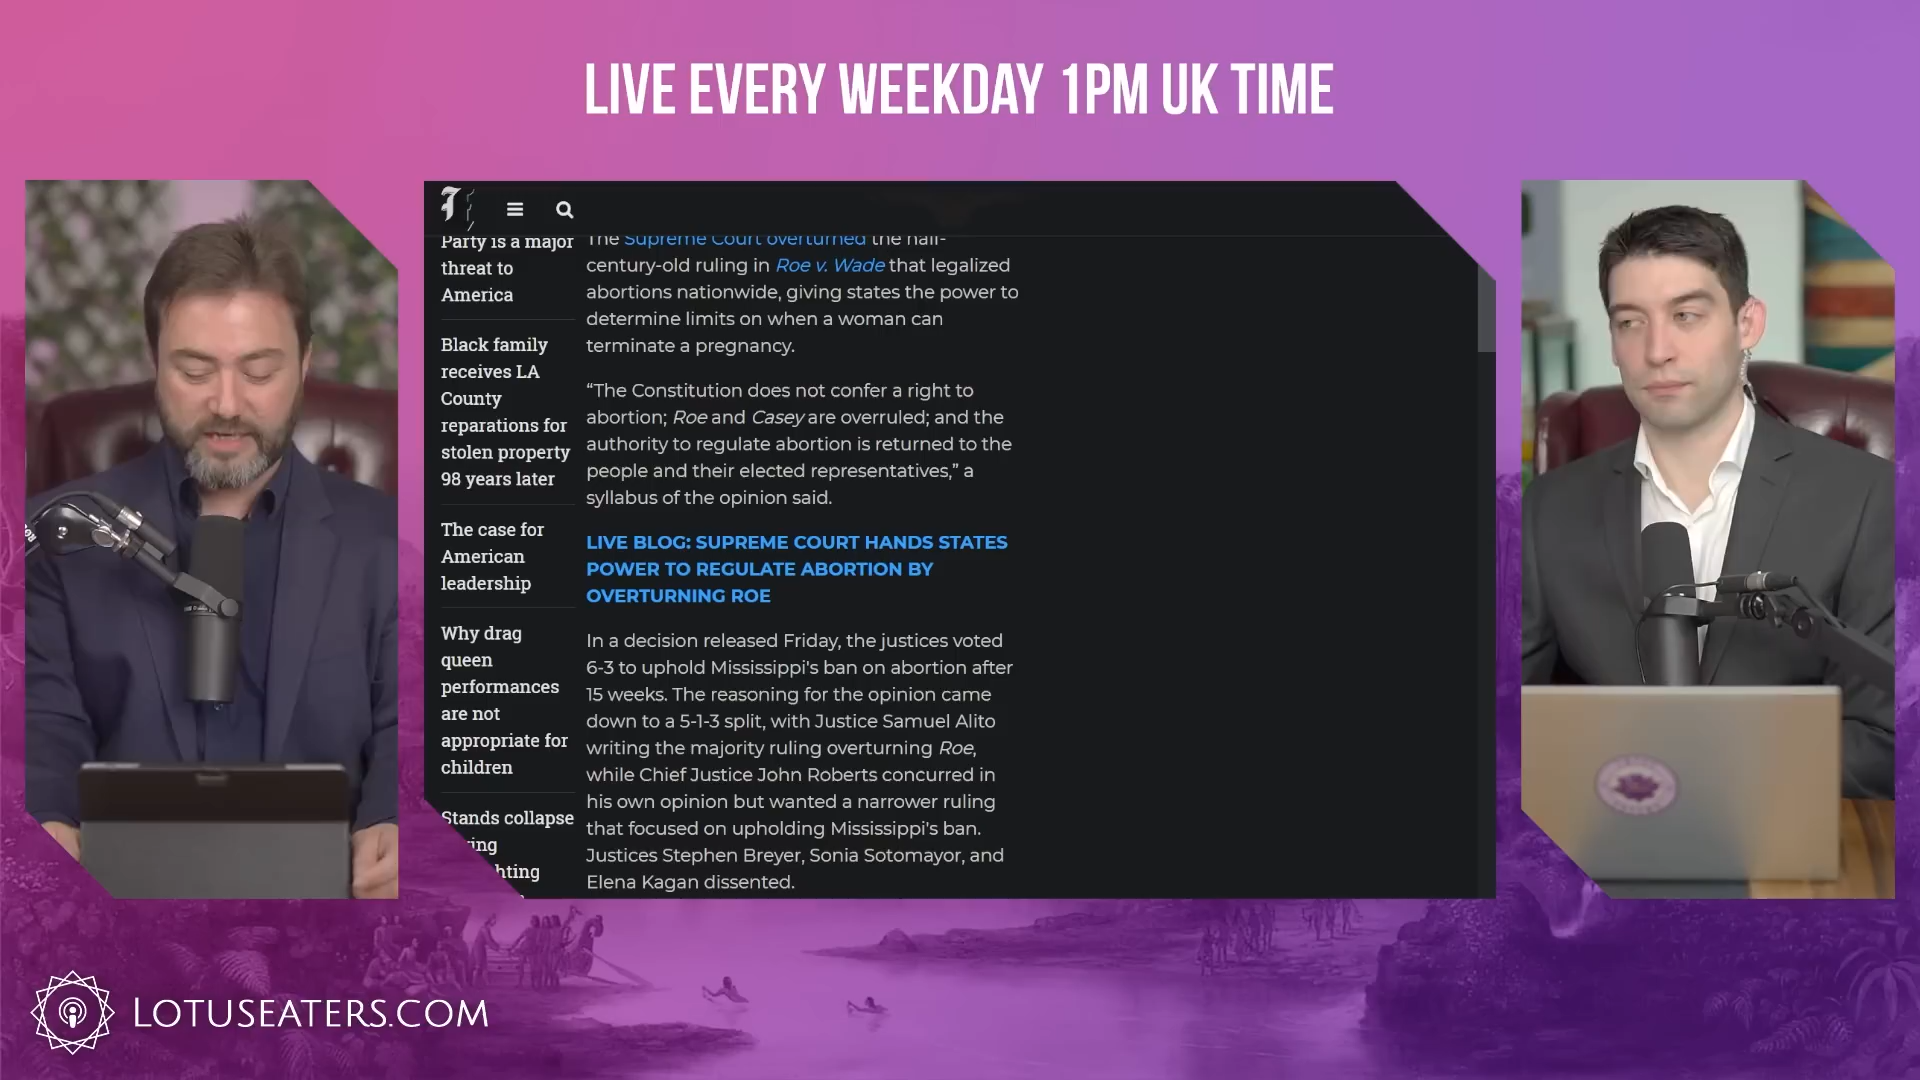 LIVE EVERY WEEKDAY 1PM UK TIME
Party is a major
threat to
America
Black family
receives LA
County
reparations for
stolen property
98 years later
The case for
American
leadership
Why drag
queen
performances
are not
appropriate for
children
Stands collapse
The Supreme Court overturned the half-
century-old ruling in Roe v. Wade that legalized
abortions nationwide, giving states the power to
determine limits on when a woman can
terminate a pregnancy.
“The Constitution does not confer a right to
abortion; Roe and Casey are overruled; and the
authority to regulate abortion is returned to the
people and their elected representatives,” a
syllabus of the opinion said.
LIVE BLOG: SUPREME COURT HANDS STATES
POWER TO REGULATE ABORTION BY
OVERTURNING ROE
In a decision released Friday, the justices voted
6-3 to uphold Mississippi's ban on abortion after
15 weeks. The reasoning for the opinion came
down to a 5-1-3 split, with Justice Samuel Alito
writing the majority ruling overturning Roe,
while Chief Justice John Roberts concurred in
his own opinion but wanted a narrower ruling
that focused on upholding Mississippi's ban.
Justices Stephen Breyer, Sonia Sotomayor, and
Elena Kagan dissented.
LOTUSEATERS.COM